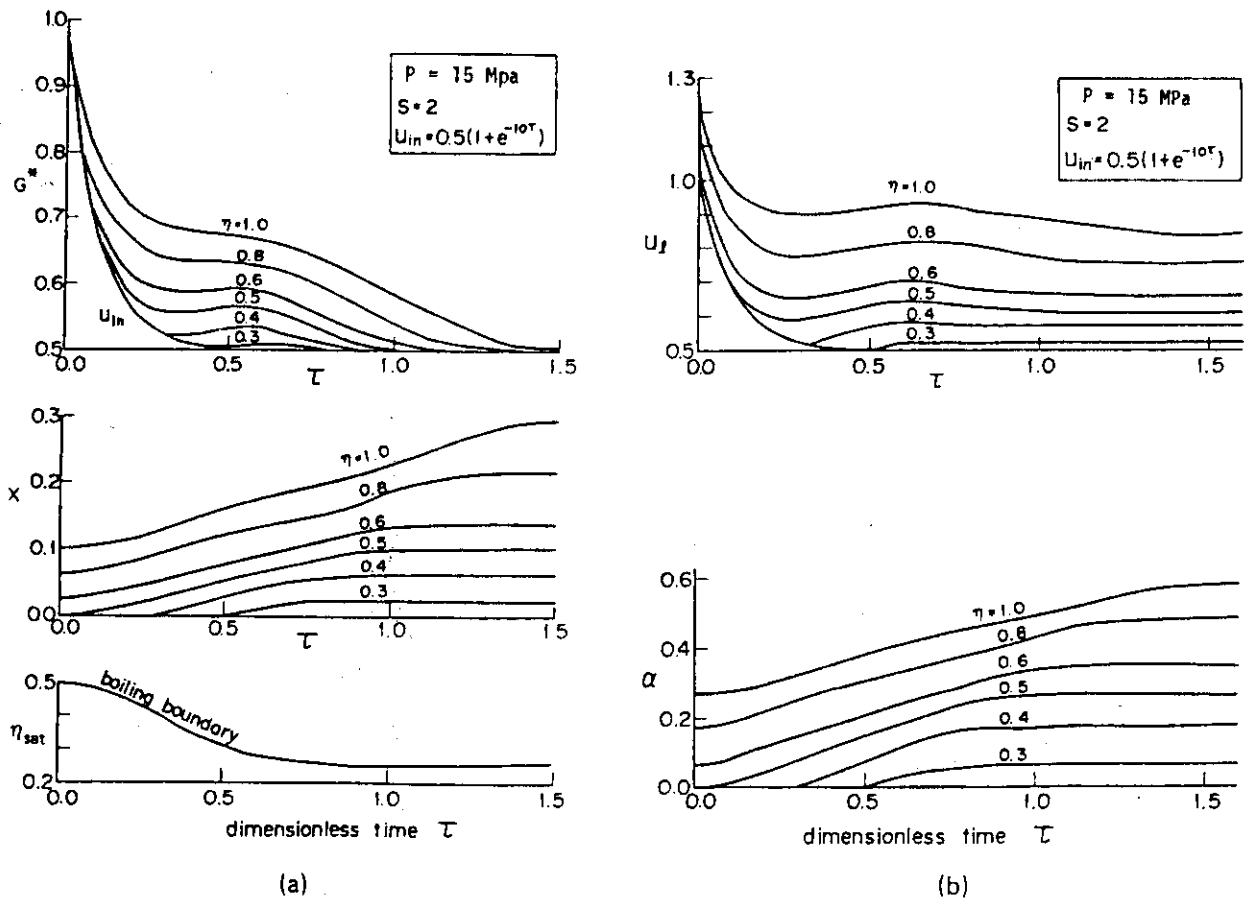 1.0
0.9
0.8
G*
0.7
0.6
0.5
P = 15 Mpa
S = 2
Uin = 0.5(1+e^-10τ)
η=1.0
0.8
0.6
0.5
0.4
0.3
Uin
0.0 0.5 1.0 1.5
τ
0.3
0.2
x
0.1
0.0
η=1.0
0.8
0.6
0.5
0.4
0.3
0.0 0.5 1.0 1.5
τ
0.5
ηsat
0.2
boiling boundary
0.0 0.5 1.0 1.5
dimensionless time τ
(a)
1.3
1.0
Uℓ
0.5
P = 15 MPa
S = 2
Uin = 0.5(1+e^-10τ)
η=1.0
0.8
0.6
0.5
0.4
0.3
0.0 0.5 1.0 1.5
τ
0.6
0.4
α
0.2
0.0
η=1.0
0.8
0.6
0.5
0.4
0.3
0.0 0.5 1.0 1.5
dimensionless time τ
(b)